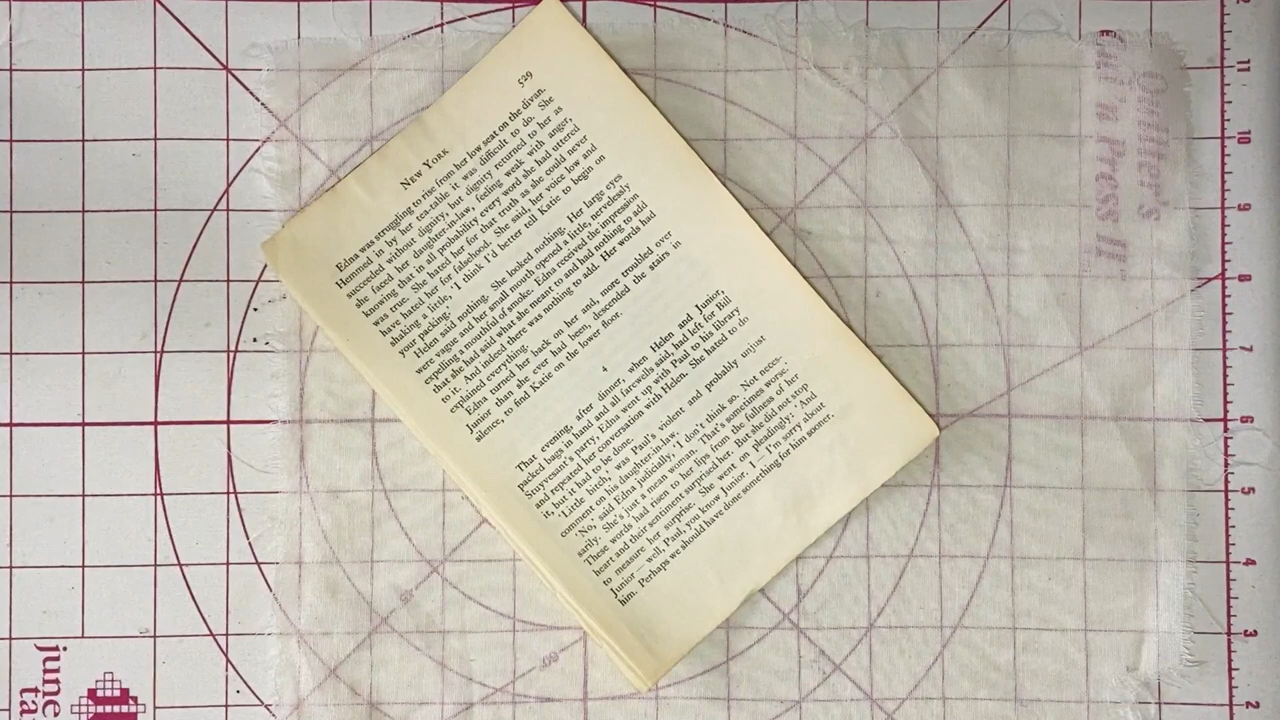 NEW YORK 529
Edna was struggling to rise from her low seat on the divan.
Hemmed in by her tea-table it was difficult to do. She
succeeded without dignity, but dignity returned to her as
she faced her daughter-in-law, feeling weak with anger,
knowing that in all probability every word she had uttered
was true. She hated her for that truth as she could never
have hated her for falsehood. She said, her voice low and
shaking a little, 'I think I'd better tell Katie to begin on
your packing.'
Helen said nothing. She looked nothing. Her large eyes
were vague and her small mouth opened a little, nervelessly
expelling a mouthful of smoke. Edna received the impression
that she had said what she meant to and had nothing to add
to it. And indeed there was nothing to add. Her words had
explained everything.
Edna turned her back on her and, more troubled over
Junior than she ever had been, descended the stairs in
silence, to find Katie on the lower floor.
4
That evening, after dinner, when Helen and Junior,
packed bags in hand and all farewells said, had left for Bill
Stuyvesant's party, Edna went up with Paul to his library
and repeated her conversation with Helen. She hated to do
it, but it had to be done.
'Little bitch,' was Paul's violent and probably unjust
comment on his daughter-in-law.
'No,' said Edna judicially, 'I don't think so. Not neces-
sarily. She's just a mean woman. That's sometimes worse.'
These words had risen to her lips from the fullness of her
heart and their sentiment surprised her. But she did not stop
to measure her surprise. She went on pleadingly: 'And
Junior — well, Paul, you know Junior. I — I'm sorry about
him. Perhaps we should have done something for him sooner.
Quilter's
Cut 'n Press II
12
11
10
9
8
7
6
5
4
3
2
60
45
june
ta